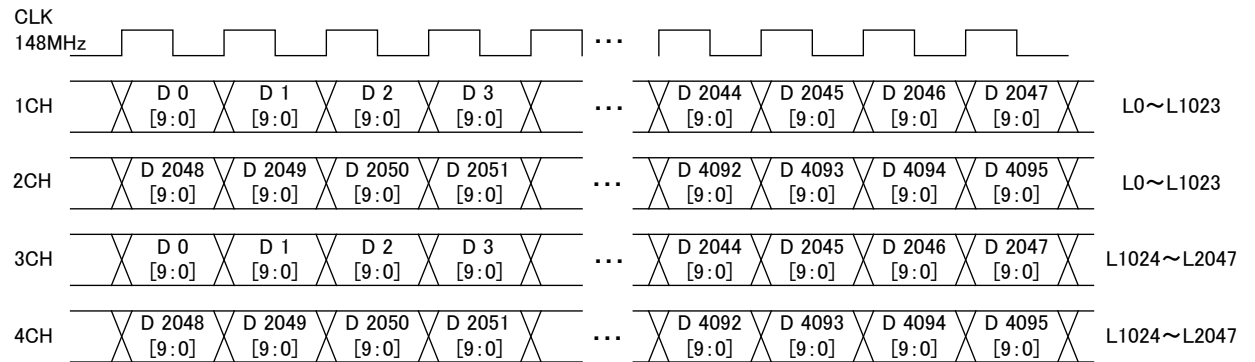 CLK
148MHz
...
1CH
D 0 D 1 D 2 D 3 ... D 2044 D 2045 D 2046 D 2047
[9:0] [9:0] [9:0] [9:0] [9:0] [9:0] [9:0] [9:0]
L0～L1023
2CH
D 2048 D 2049 D 2050 D 2051 ... D 4092 D 4093 D 4094 D 4095
[9:0] [9:0] [9:0] [9:0] [9:0] [9:0] [9:0] [9:0]
L0～L1023
3CH
D 0 D 1 D 2 D 3 ... D 2044 D 2045 D 2046 D 2047
[9:0] [9:0] [9:0] [9:0] [9:0] [9:0] [9:0] [9:0]
L1024～L2047
4CH
D 2048 D 2049 D 2050 D 2051 ... D 4092 D 4093 D 4094 D 4095
[9:0] [9:0] [9:0] [9:0] [9:0] [9:0] [9:0] [9:0]
L1024～L2047